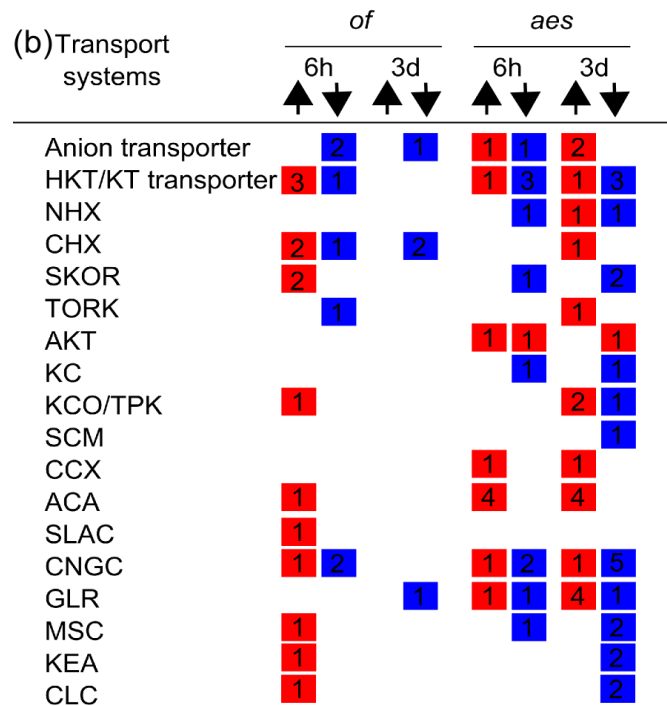 of aes
(b) Transport systems
6h 3d 6h 3d
Anion transporter 2 1 1 1 2
HKT/KT transporter 3 1 1 3 1 3
NHX 1 1 1
CHX 2 1 2 1
SKOR 2 1 2
TORK 1 1
AKT 1 1 1
KC 1 1
KCO/TPK 1 2 1
SCM 1
CCX 1 1
ACA 1 4 4
SLAC 1
CNGC 1 2 1 2 1 5
GLR 1 1 1 4 1
MSC 1 1 2
KEA 1 2
CLC 1 2